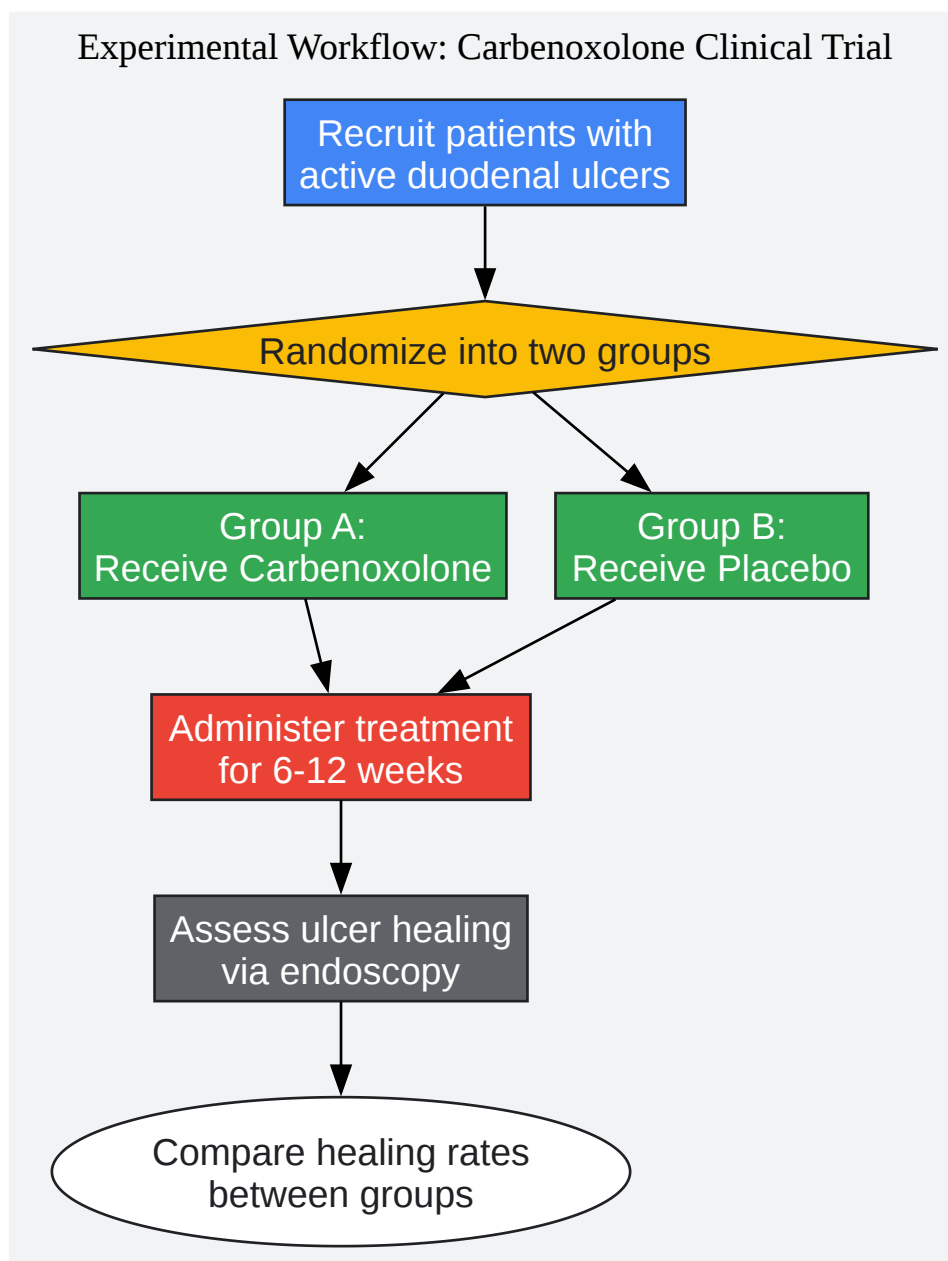 Experimental Workflow: Carbenoxolone Clinical Trial
Recruit patients with
active duodenal ulcers
Randomize into two groups
Group A:
Receive Carbenoxolone
Group B:
Receive Placebo
Administer treatment
for 6-12 weeks
Assess ulcer healing
via endoscopy
Compare healing rates
between groups